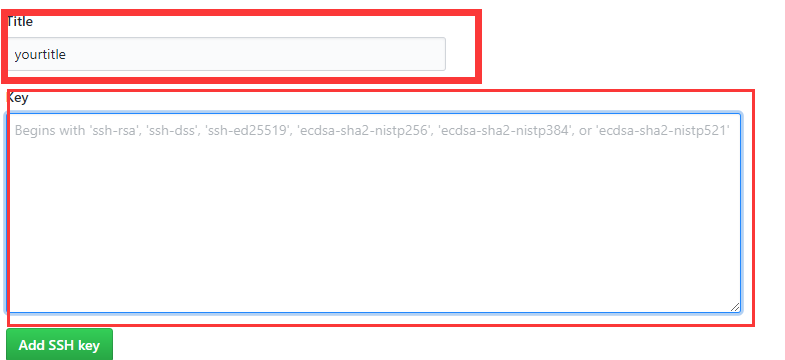 Title
yourtitle
Key
Begins with 'ssh-rsa', 'ssh-dss', 'ssh-ed25519', 'ecdsa-sha2-nistp256', 'ecdsa-sha2-nistp384', or 'ecdsa-sha2-nistp521'
Add SSH key